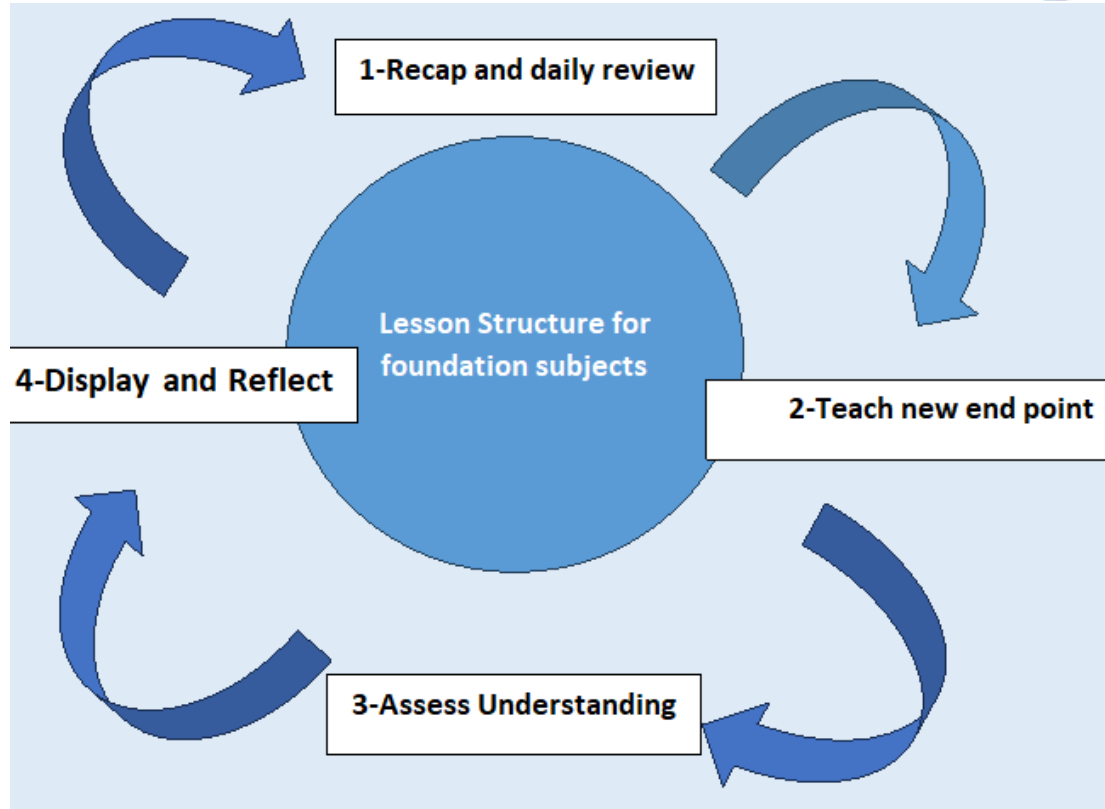 1-Recap and daily review
Lesson Structure for
foundation subjects
2-Teach new end point
3-Assess Understanding
4-Display and Reflect